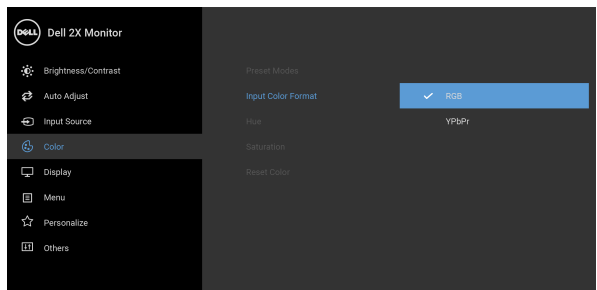 DELL Dell 2X Monitor
Brightness/Contrast
Auto Adjust
Input Source
Color
Display
Menu
Personalize
Others
Preset Modes
Input Color Format
Hue
Saturation
Reset Color
RGB
YPbPr